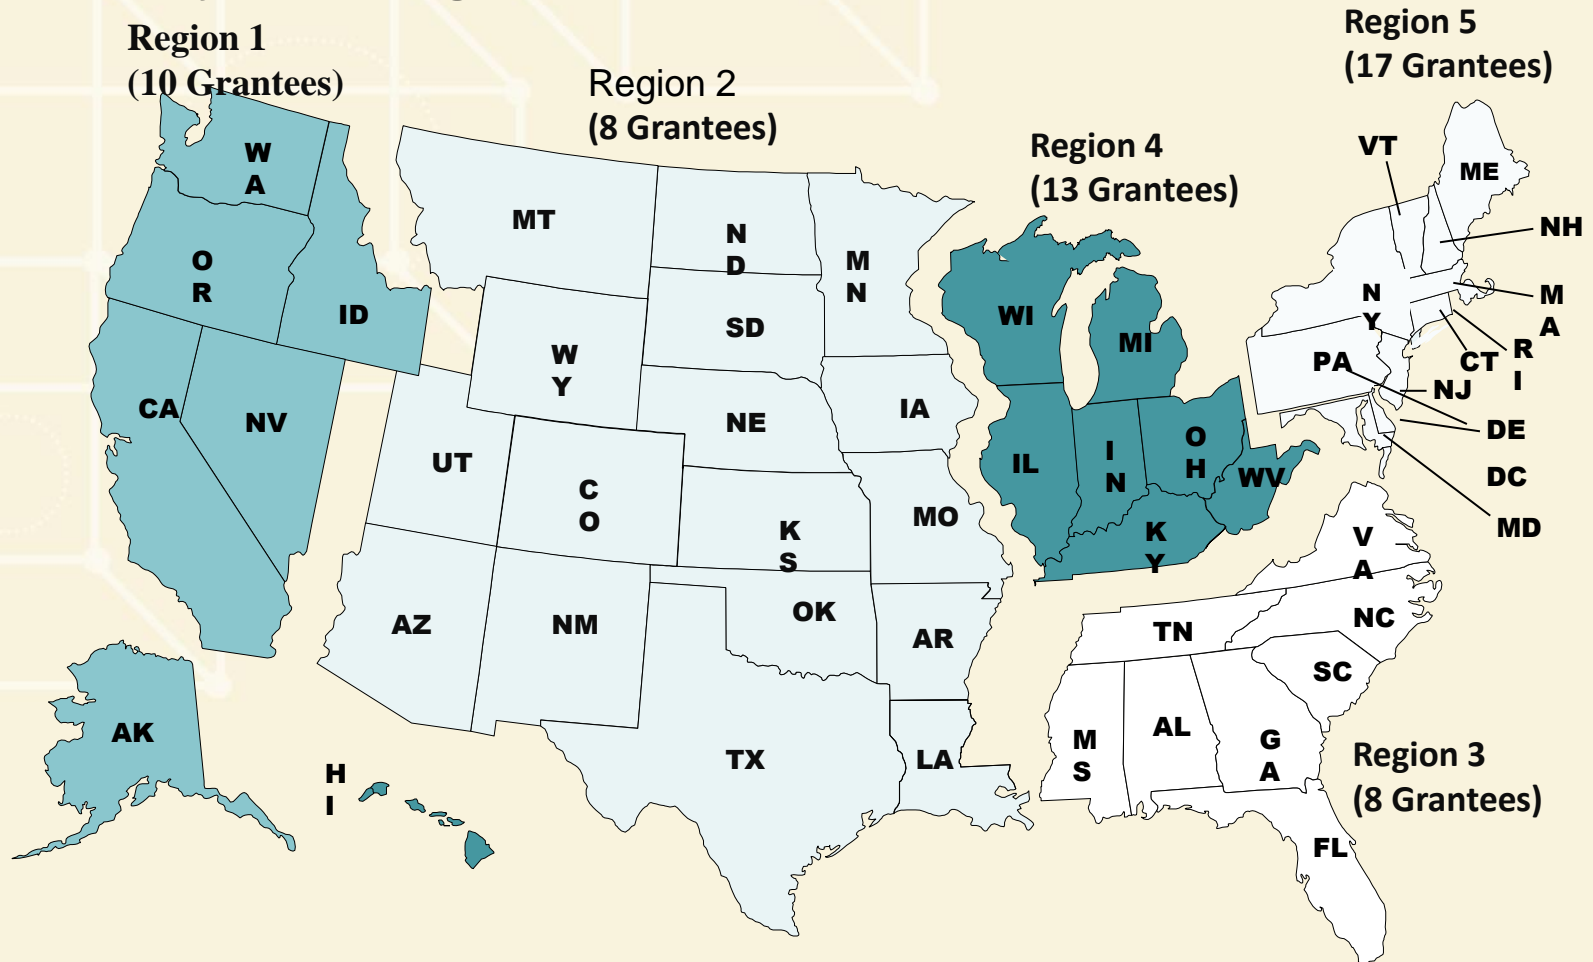 Region 1
(10 Grantees)
Region 2
(8 Grantees)
Region 4
(13 Grantees)
Region 5
(17 Grantees)
Region 3
(8 Grantees)
W
A
O
R
ID
CA
NV
AK
H
I
MT
N
D
M
N
SD
W
Y
NE
IA
UT
C
O
K
S
MO
AZ
NM
OK
AR
TX
LA
WI
MI
IL
I
N
O
H
WV
K
Y
VT
ME
NH
N
Y
M
A
R
I
CT
PA
NJ
DE
DC
MD
V
A
NC
TN
SC
M
S
AL
G
A
FL